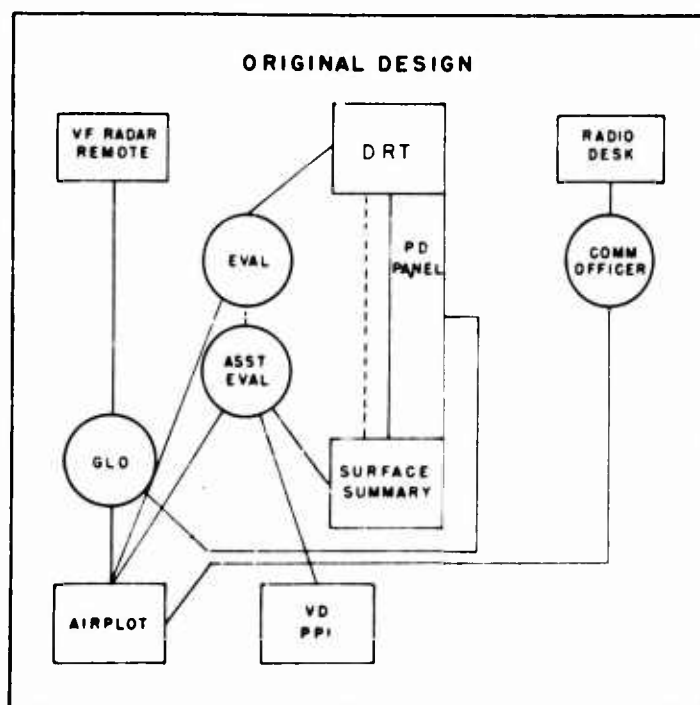 ORIGINAL DESIGN
VF RADAR
REMOTE
DRT
RADIO
DESK
EVAL
PD
PANEL
COMM
OFFICER
ASST
EVAL
GLO
SURFACE
SUMMARY
AIRPLOT
VD
PPI